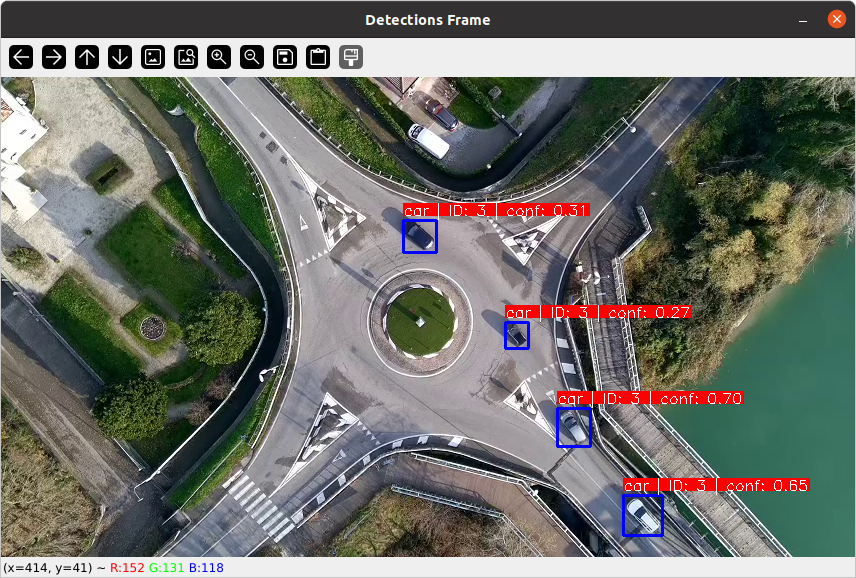 Detections Frame
car | ID: 3 | conf: 0.31
car | ID: 3 | conf: 0.27
car | ID: 3 | conf: 0.70
car | ID: 3 | conf: 0.65
(x=414, y=41) ~ R:152 G:131 B:118